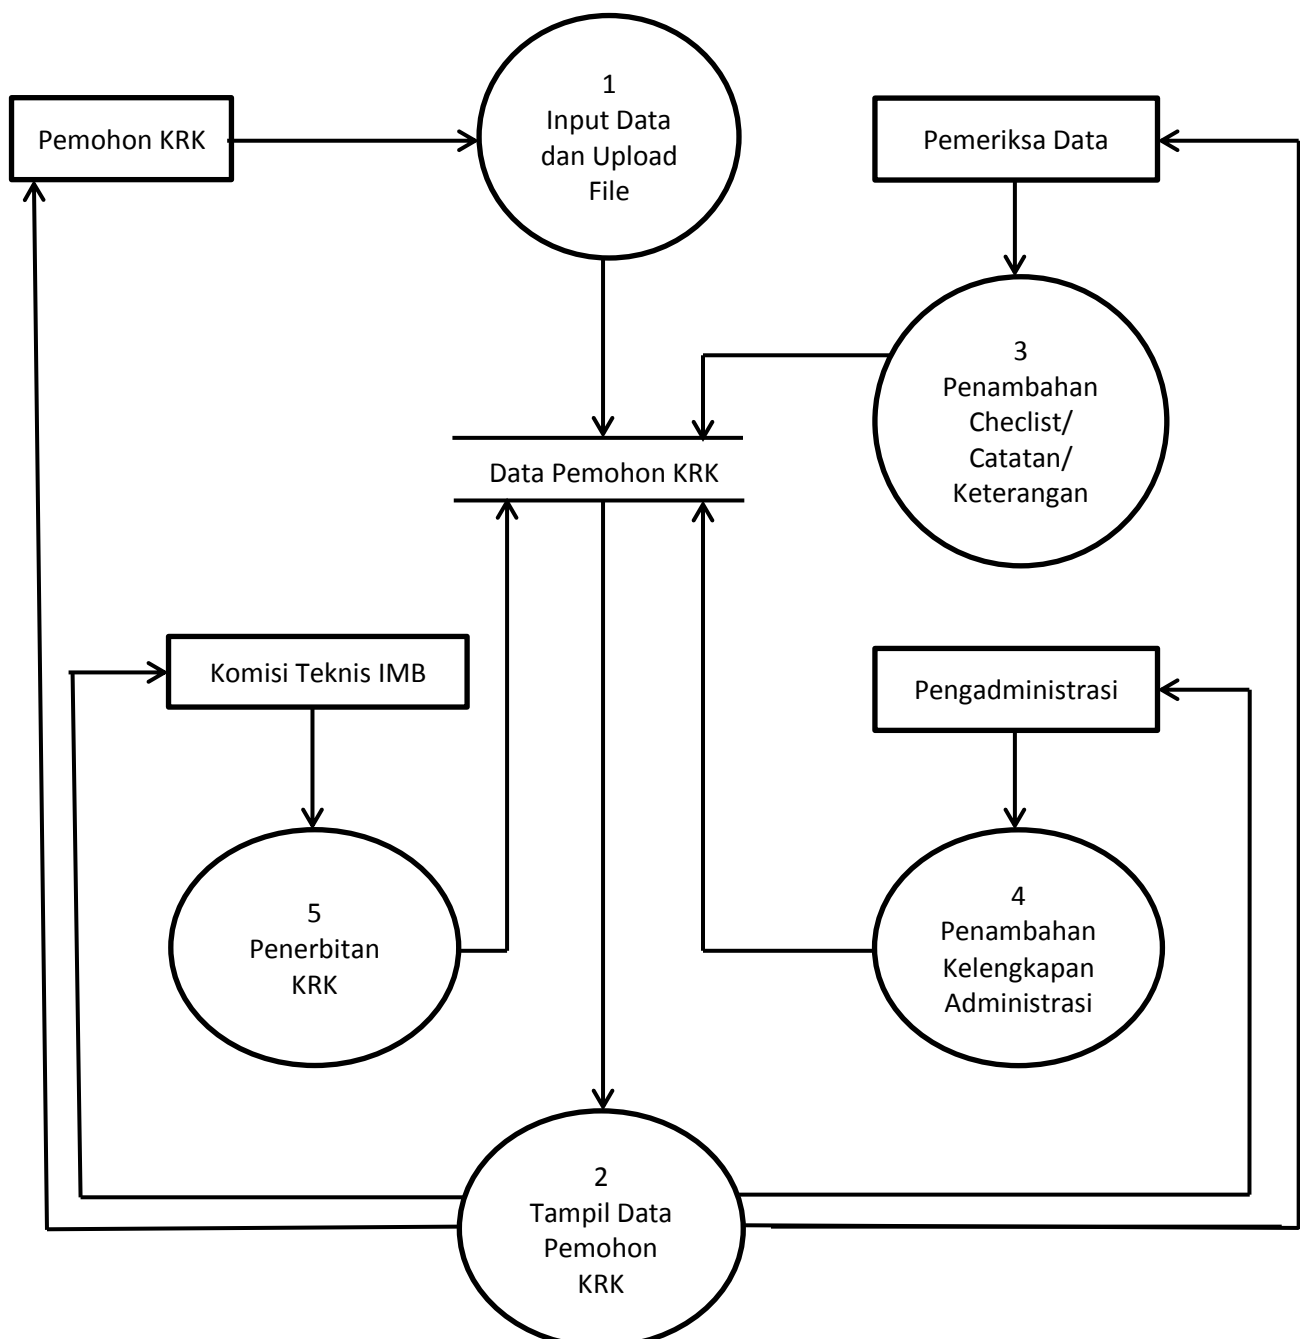 1
Input Data
dan Upload
File
Pemohon KRK
Pemeriksa Data
3
Penambahan
Checlist/
Catatan/
Keterangan
Data Pemohon KRK
Komisi Teknis IMB
Pengadministrasi
5
Penerbitan
KRK
4
Penambahan
Kelengkapan
Administrasi
2
Tampil Data
Pemohon
KRK